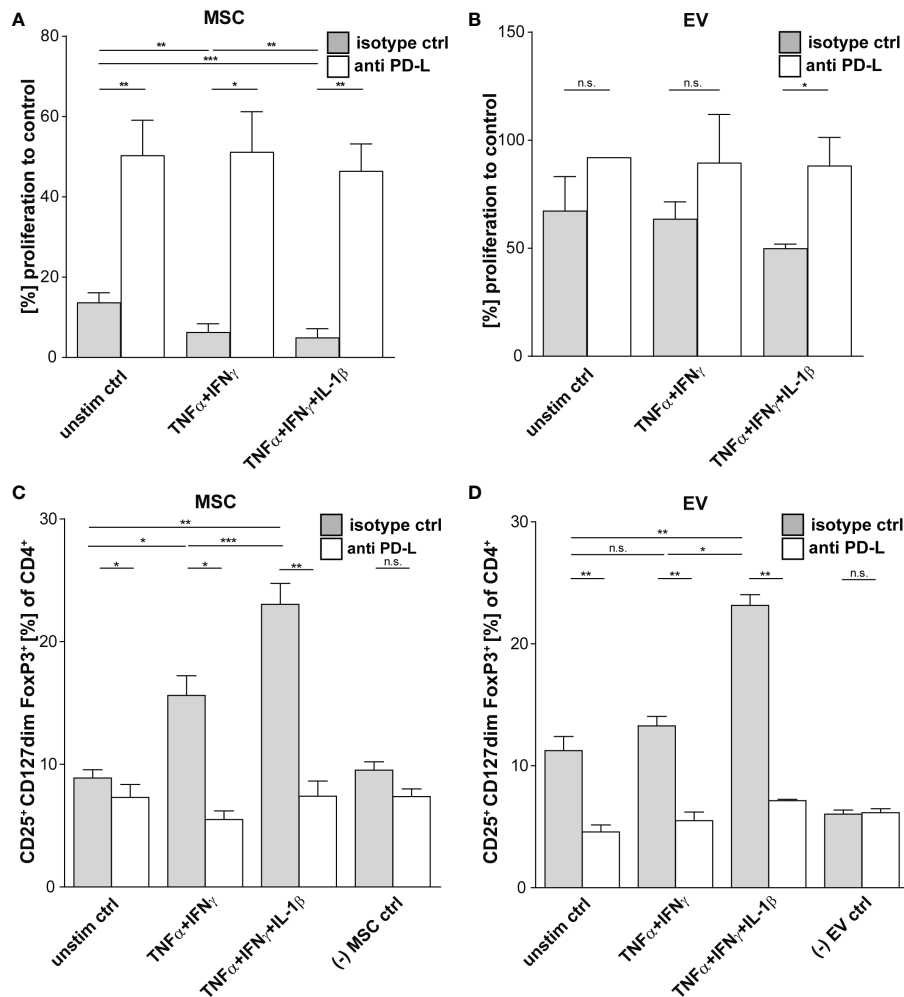 A
MSC
isotype ctrl
anti PD-L
[%] proliferation to control
80
60
40
20
0
** **
***
** * **
unstim ctrl
TNFα+IFNγ
TNFα+IFNγ+IL-1β
B
EV
isotype ctrl
anti PD-L
[%] proliferation to control
150
100
50
0
n.s. n.s. *
unstim ctrl
TNFα+IFNγ
TNFα+IFNγ+IL-1β
C
MSC
isotype ctrl
anti PD-L
CD25⁺ CD127dim FoxP3⁺ [%] of CD4⁺
30
20
10
0
**
* ***
* * ** n.s.
unstim ctrl
TNFα+IFNγ
TNFα+IFNγ+IL-1β
(-) MSC ctrl
D
EV
isotype ctrl
anti PD-L
CD25⁺ CD127dim FoxP3⁺ [%] of CD4⁺
30
20
10
0
**
n.s. *
** ** ** n.s.
unstim ctrl
TNFα+IFNγ
TNFα+IFNγ+IL-1β
(-) EV ctrl